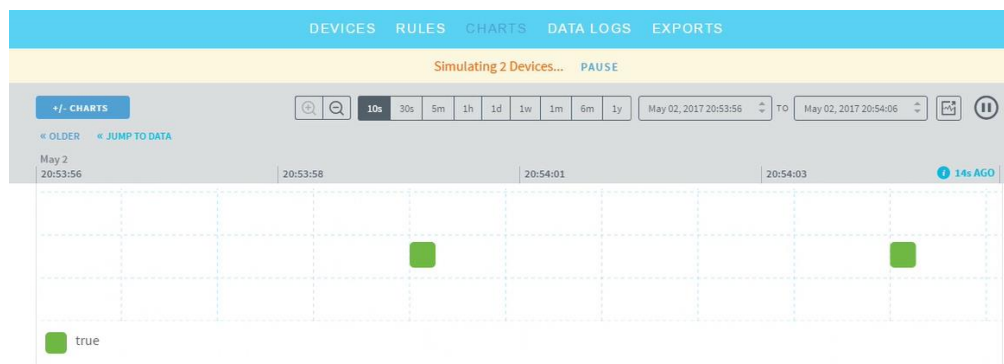 DEVICES RULES CHARTS DATA LOGS EXPORTS
Simulating 2 Devices... PAUSE
+/- CHARTS 10s 30s 5m 1h 1d 1w 1m 6m 1y May 02, 2017 20:53:56 TO May 02, 2017 20:54:06
« OLDER « JUMP TO DATA
May 2
20:53:56 20:53:58 20:54:01 20:54:03 i 14s AGO
true